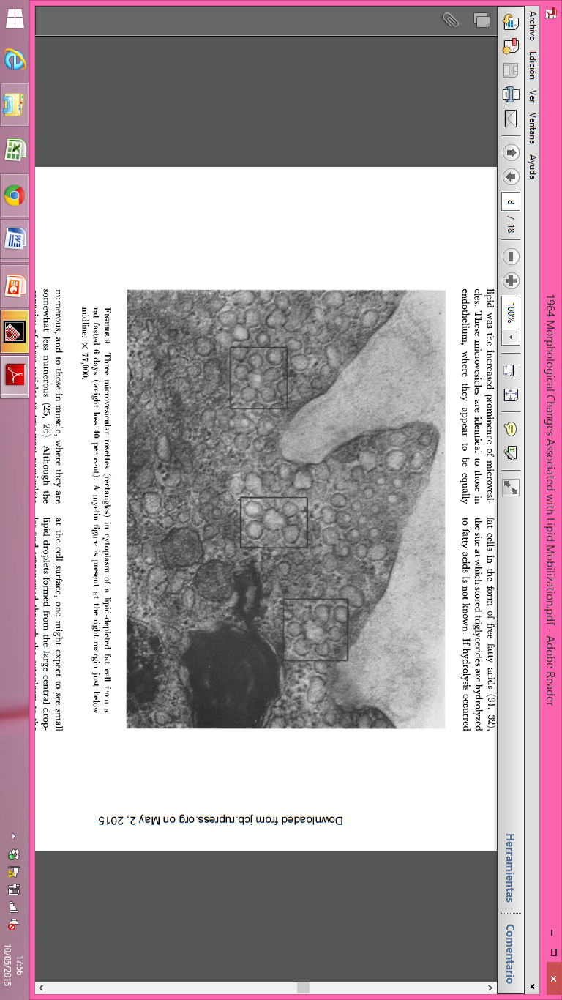 1964 Morphological Changes Associated with Lipid Mobilization.pdf - Adobe Reader
Archivo Edición Ver Ventana Ayuda
8 / 18
100%
Herramientas
Comentario
lipid was the increased prominence of microvesi-
cles. These microvesicles are identical to those in
endothelium, where they appear to be equally
fat cells in the form of free fatty acids (31, 32),
the site at which stored triglycerides are hydrolyzed
to fatty acids is not known. If hydrolysis occurred
FIGURE 9 Three microvesicular rosettes (rectangles) in cytoplasm of a lipid-depleted fat cell from a
rat fasted 6 days (weight loss 40 per cent). A myelin figure is present at the right margin just below
midline. × 77,000.
numerous, and to those in muscle, where they are
somewhat less numerous (25, 26). Although the
at the cell surface, one might expect to see small
lipid droplets formed from the large central drop-
Downloaded from jcb.rupress.org on May 2, 2015
17:56
10/05/2015